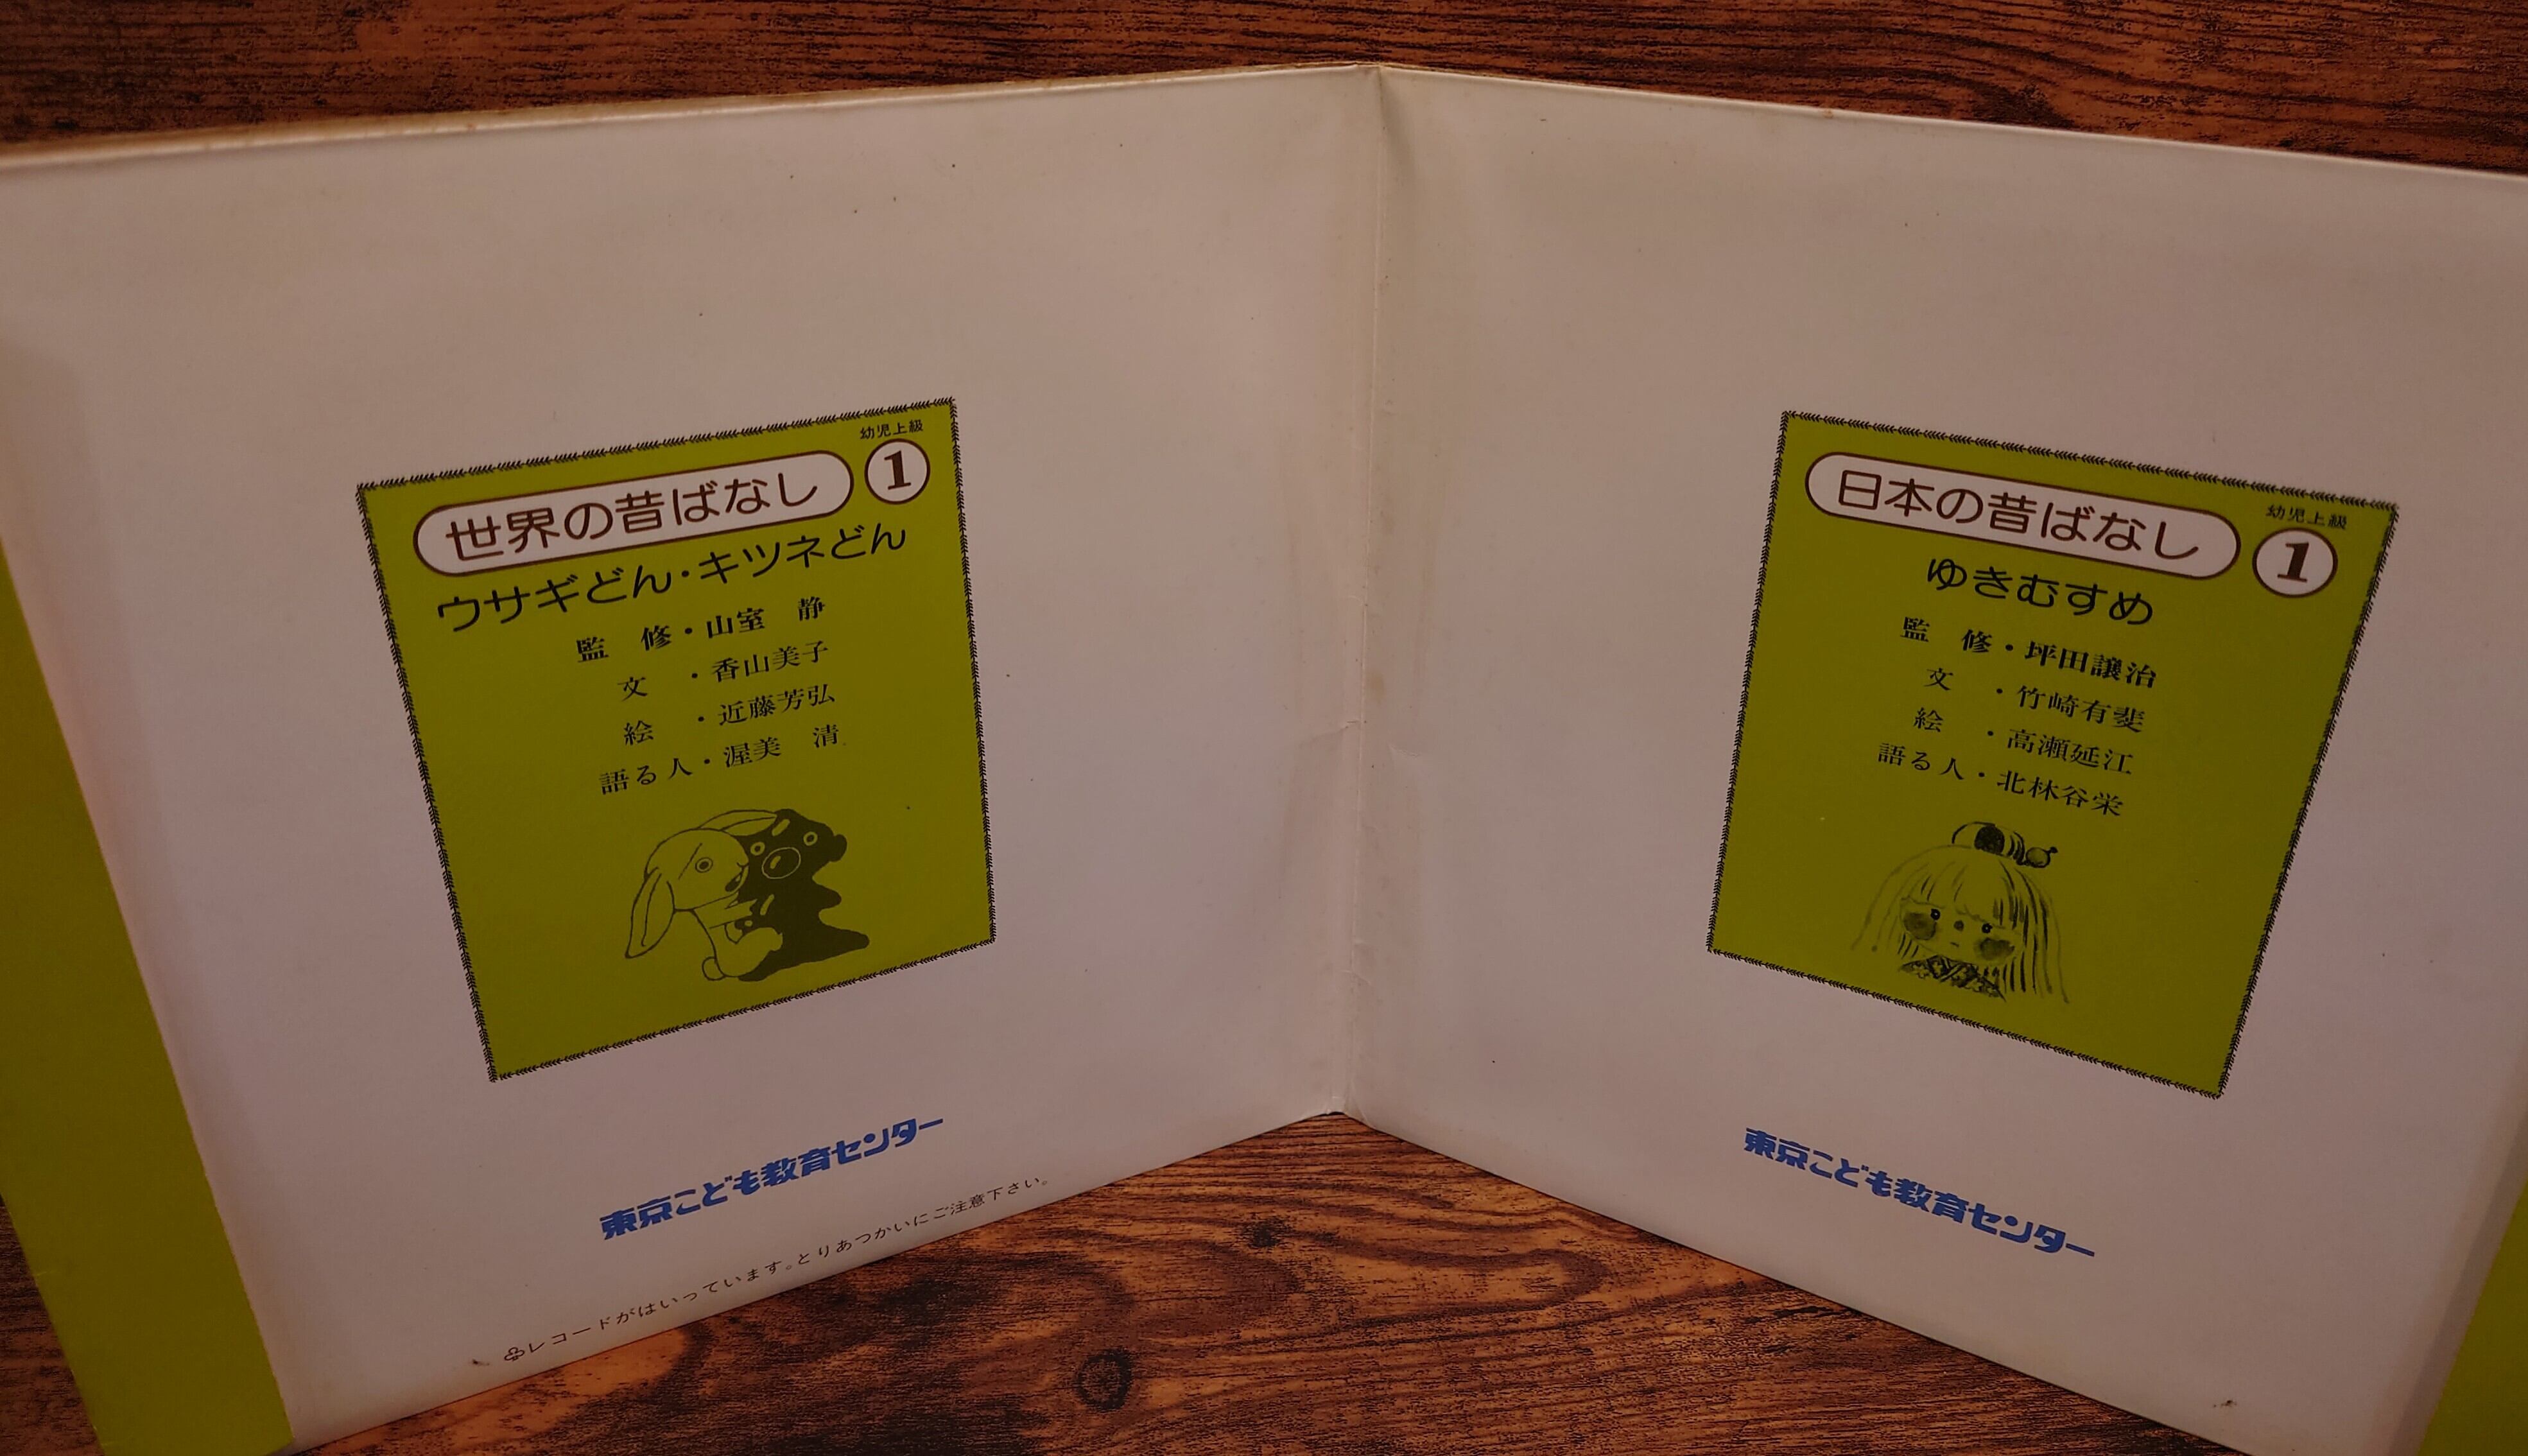 幼児上級
世界の昔ばなし 1
ウサギどん・キツネどん
監 修・山室 静
文 ・香山美子
絵 ・近藤芳弘
語る人・渥美 清
東京こども教育センター
レコードがはいっています。とりあつかいにご注意下さい。
幼児上級
日本の昔ばなし 1
ゆきむすめ
監 修・坪田譲治
文 ・竹崎有斐
絵 ・高瀬延江
語る人・北林谷栄
東京こども教育センター